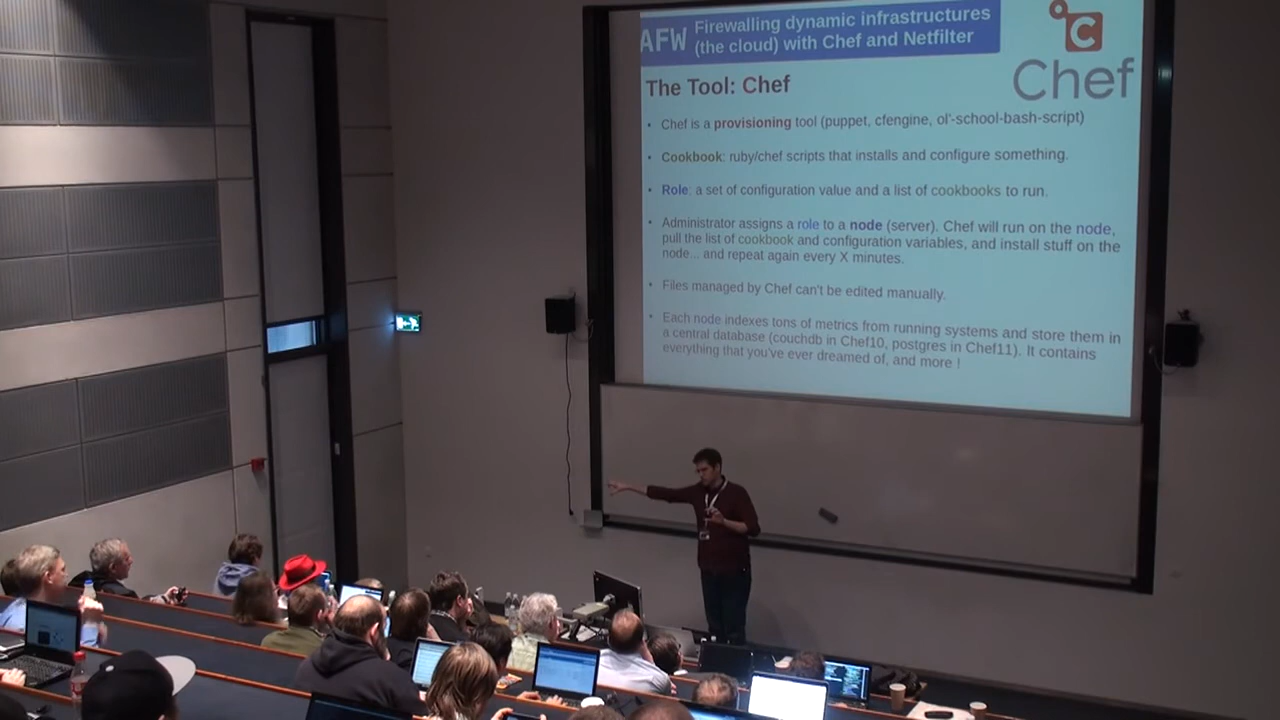 AFW
Firewalling dynamic infrastructures
(the cloud) with Chef and Netfilter
Chef
The Tool: Chef
• Chef is a provisioning tool (puppet, cfengine, ol'-school-bash-script)
• Cookbook: ruby/chef scripts that installs and configure something.
• Role: a set of configuration value and a list of cookbooks to run.
• Administrator assigns a role to a node (server). Chef will run on the node,
pull the list of cookbook and configuration variables, and install stuff on the
node... and repeat again every X minutes.
• Files managed by Chef can't be edited manually.
• Each node indexes tons of metrics from running systems and store them in
a central database (couchdb in Chef10, postgres in Chef11). It contains
everything that you've ever dreamed of, and more !